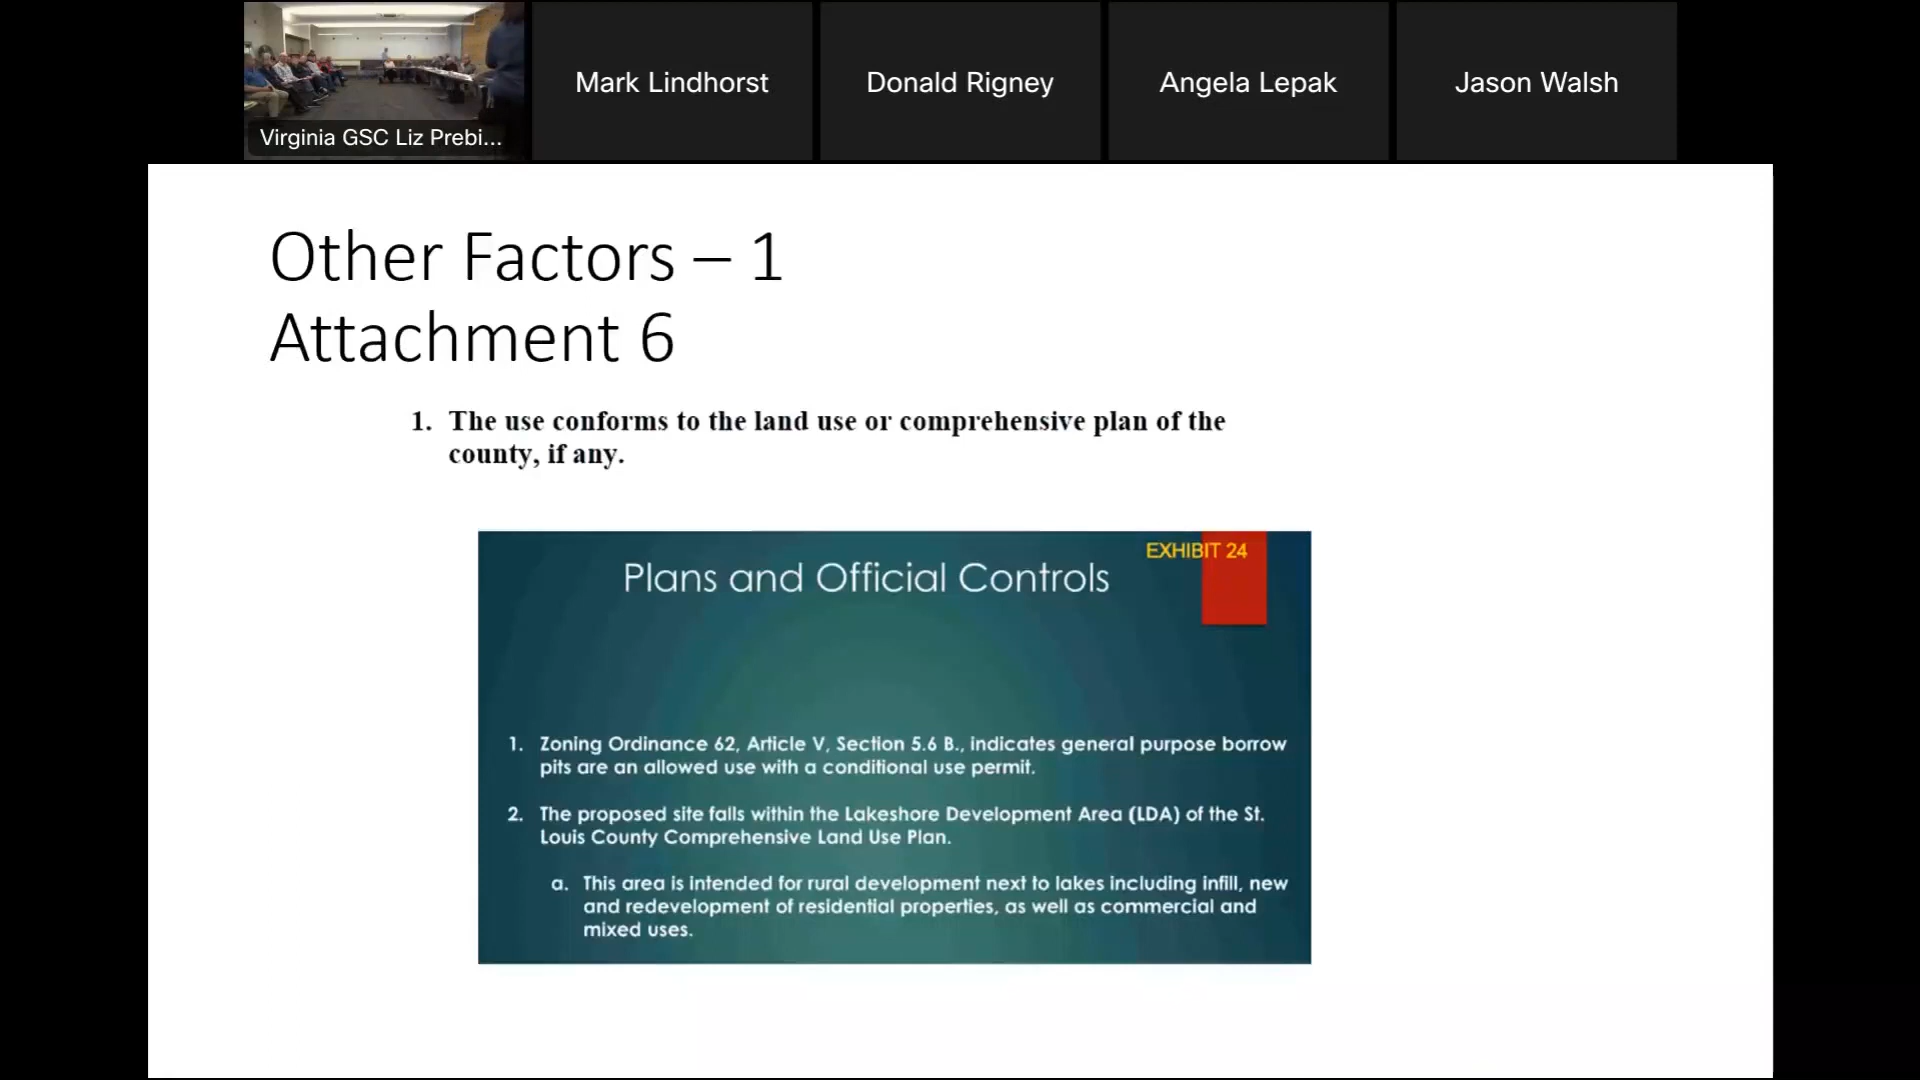 Virginia GSC Liz Prebi...
Mark Lindhorst
Donald Rigney
Angela Lepak
Jason Walsh
Other Factors – 1
Attachment 6
1. The use conforms to the land use or comprehensive plan of the
county, if any.
EXHIBIT 24
Plans and Official Controls
1. Zoning Ordinance 62, Article V, Section 5.6 B., indicates general purpose borrow
pits are an allowed use with a conditional use permit.
2. The proposed site falls within the Lakeshore Development Area (LDA) of the St.
Louis County Comprehensive Land Use Plan.
a. This area is intended for rural development next to lakes including infill, new
and redevelopment of residential properties, as well as commercial and
mixed uses.